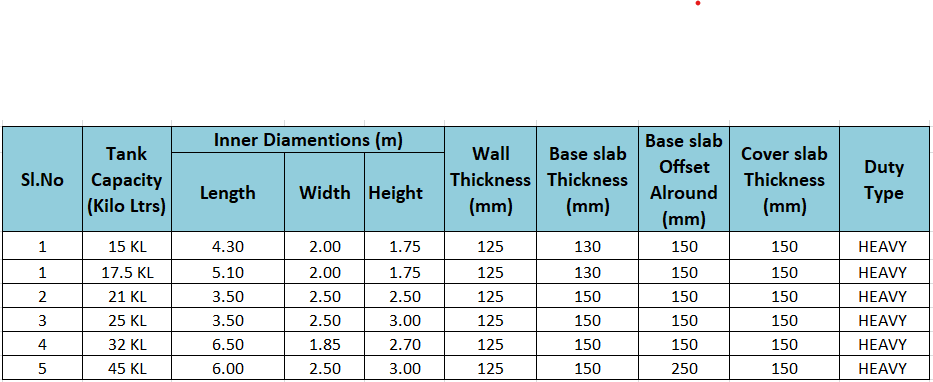 Sl.No Tank Capacity (Kilo Ltrs) Inner Diamentions (m) Wall Thickness (mm) Base slab Thickness (mm) Base slab Offset Alround (mm) Cover slab Thickness (mm) Duty Type
Length Width Height
1 15 KL 4.30 2.00 1.75 125 130 150 150 HEAVY
1 17.5 KL 5.10 2.00 1.75 125 130 150 150 HEAVY
2 21 KL 3.50 2.50 2.50 125 150 150 150 HEAVY
3 25 KL 3.50 2.50 3.00 125 150 150 150 HEAVY
4 32 KL 6.50 1.85 2.70 125 150 150 150 HEAVY
5 45 KL 6.00 2.50 3.00 125 150 250 150 HEAVY